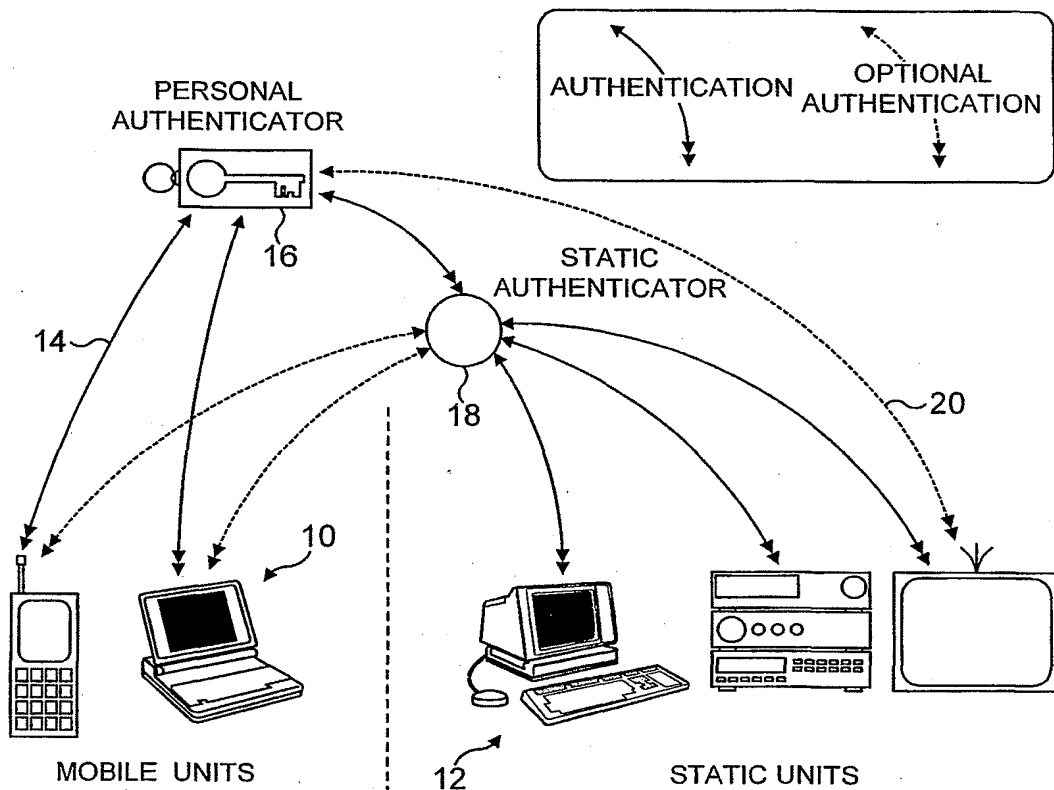 PERSONAL
AUTHENTICATOR
AUTHENTICATION
OPTIONAL
AUTHENTICATION
16
STATIC
AUTHENTICATOR
14
18
20
10
12
MOBILE UNITS
STATIC UNITS